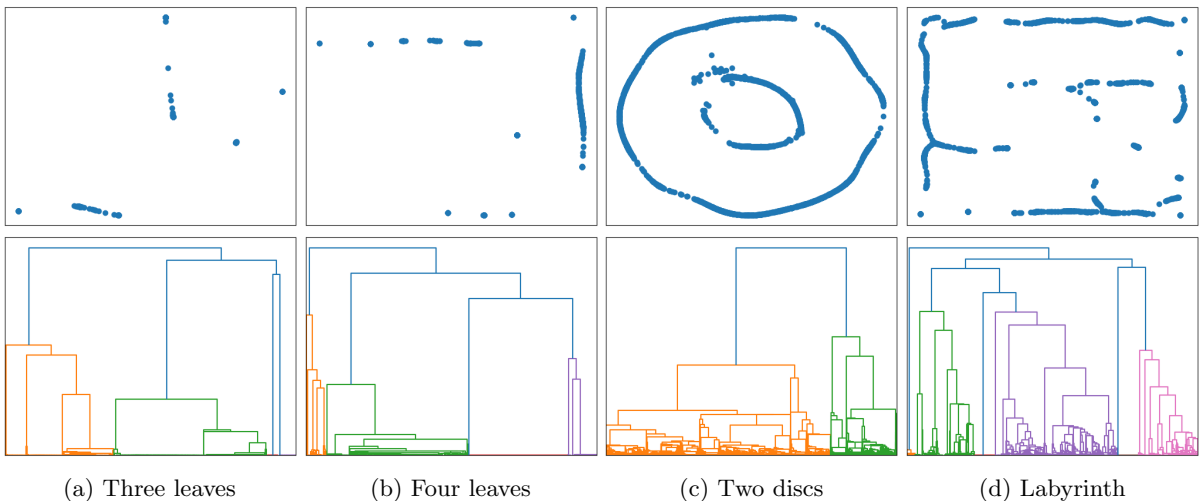 (a) Three leaves
(b) Four leaves
(c) Two discs
(d) Labyrinth